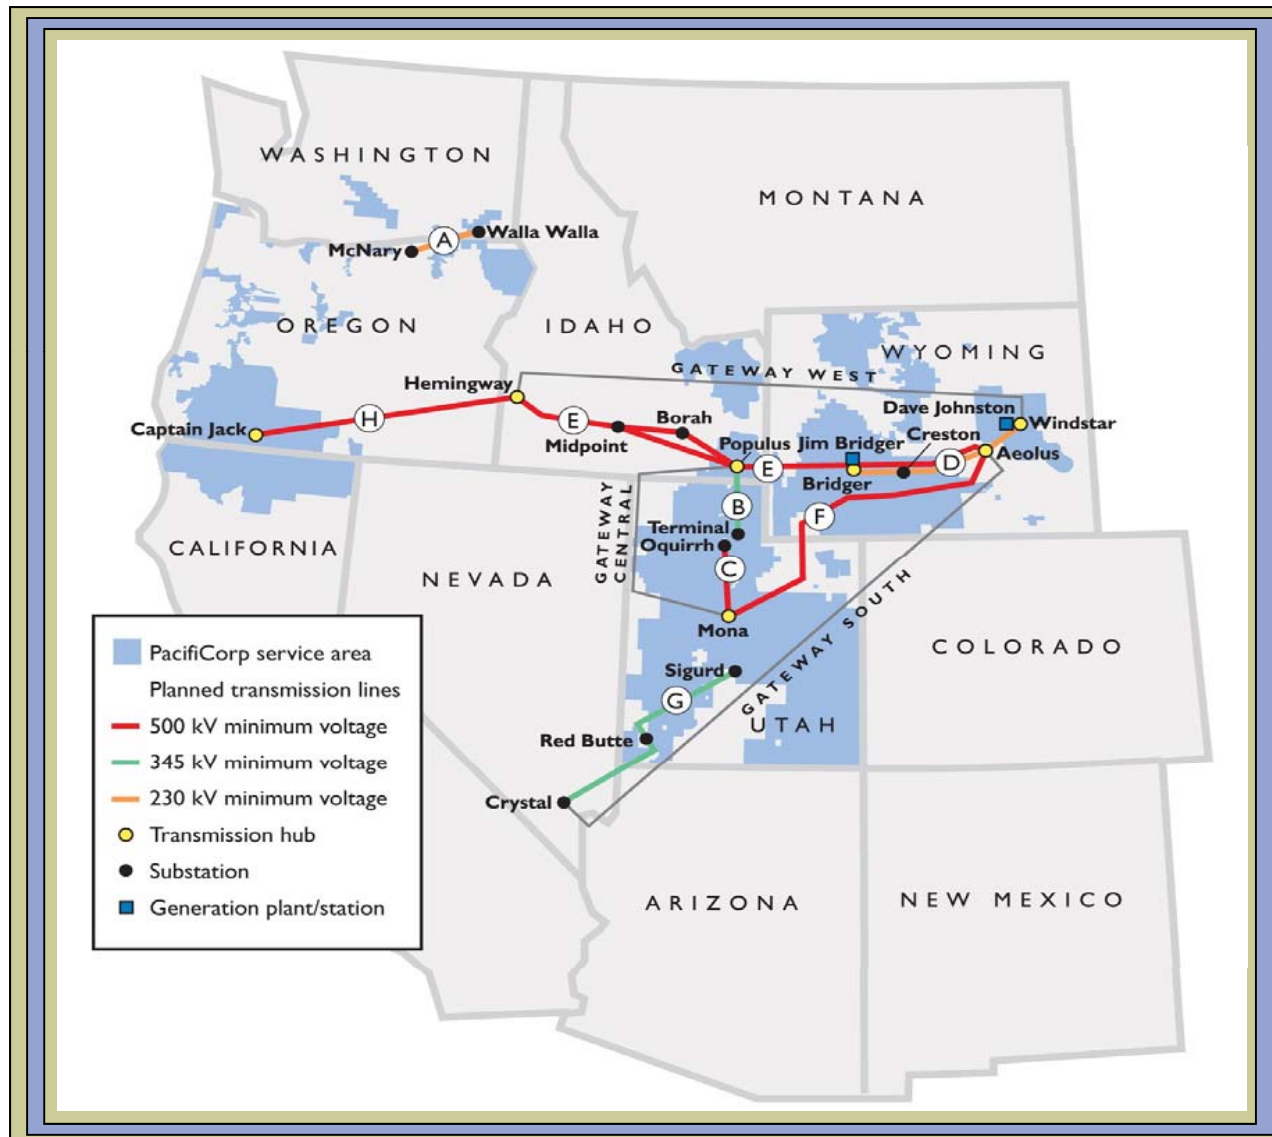 WASHINGTON
MONTANA
McNary
A
Walla Walla
OREGON
IDAHO
WYOMING
GATEWAY WEST
Hemingway
Captain Jack
H
E
Midpoint
Borah
Dave Johnston
Windstar
Creston
Populus
Jim Bridger
E
Bridger
D
Aeolus
GATEWAY
CENTRAL
B
F
Terminal
Oquirrh
C
CALIFORNIA
NEVADA
Mona
GATEWAY SOUTH
COLORADO
Sigurd
G
UTAH
Red Butte
Crystal
ARIZONA
NEW MEXICO
PacifiCorp service area
Planned transmission lines
500 kV minimum voltage
345 kV minimum voltage
230 kV minimum voltage
Transmission hub
Substation
Generation plant/station